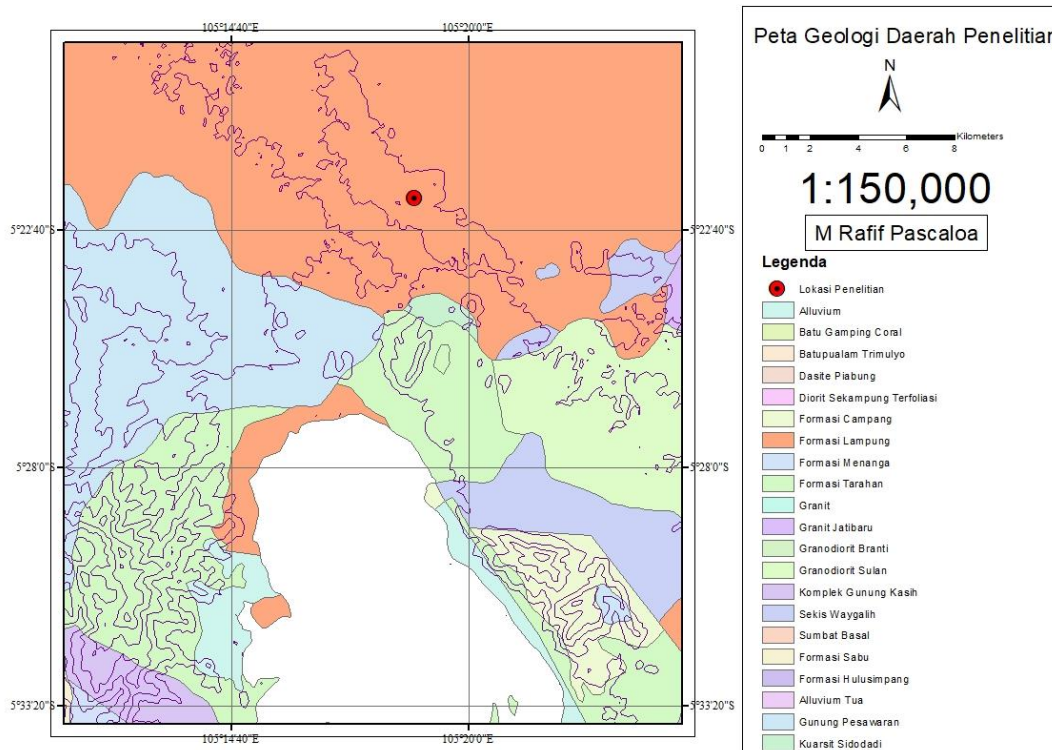 105°14'40"E
105°20'0"E
5°22'40"S
5°22'40"S
5°28'0"S
5°28'0"S
5°33'20"S
5°33'20"S
105°14'40"E
105°20'0"E
Peta Geologi Daerah Penelitian
N
Kilometers
0 1 2 4 6 8
1:150,000
M Rafif Pascaloa
Legenda
Lokasi Penelitian
Alluvium
Batu Gamping Coral
Batupualam Trimulyo
Dasite Piabung
Diorit Sekampung Terfoliasi
Formasi Campang
Formasi Lampung
Formasi Menanga
Formasi Tarahan
Granit
Granit Jatibaru
Granodiorit Branti
Granodiorit Sulan
Komplek Gunung Kasih
Sekis Waygalih
Sumbat Basal
Formasi Sabu
Formasi Hulusimpang
Alluvium Tua
Gunung Pesawaran
Kuarsit Sidodadi